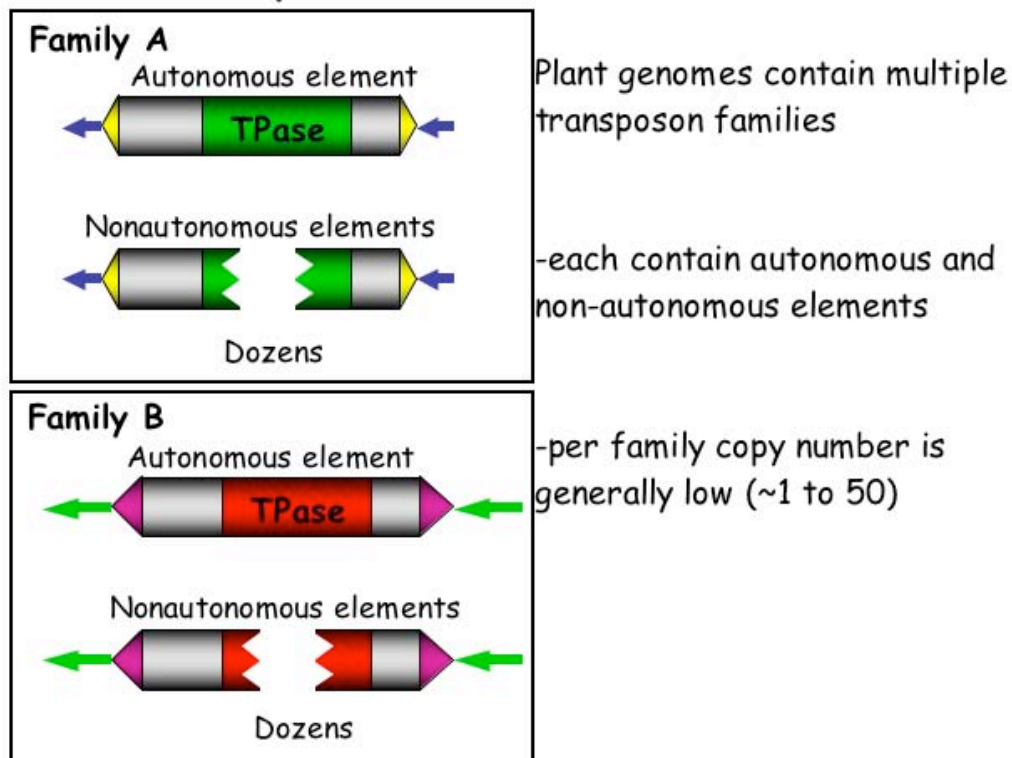 Family A
Autonomous element
TPase
Nonautonomous elements
Dozens
Plant genomes contain multiple
transposon families
-each contain autonomous and
non-autonomous elements
Family B
Autonomous element
TPase
Nonautonomous elements
Dozens
-per family copy number is
generally low (~1 to 50)